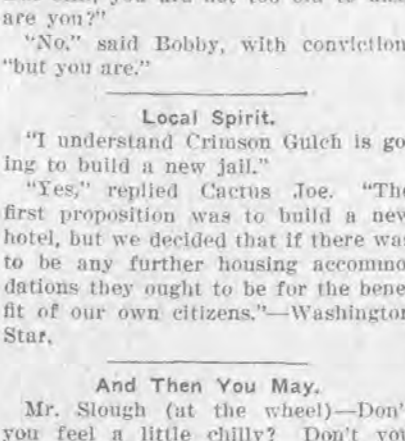 are you?"
"No," said Bobby, with conviction
"but you are."
Local Spirit.
"I understand Crimson Gulch is go
ing to build a new jail."
"Yes," replied Cactus Joe. "The
first proposition was to build a new
hotel, but we decided that if there was
to be any further housing accommo
dations they ought to be for the bene
fit of our own citizens."—Washington
Star.
And Then You May.
Mr. Slough (at the wheel)—Don'
you feel a little chilly? Don't you